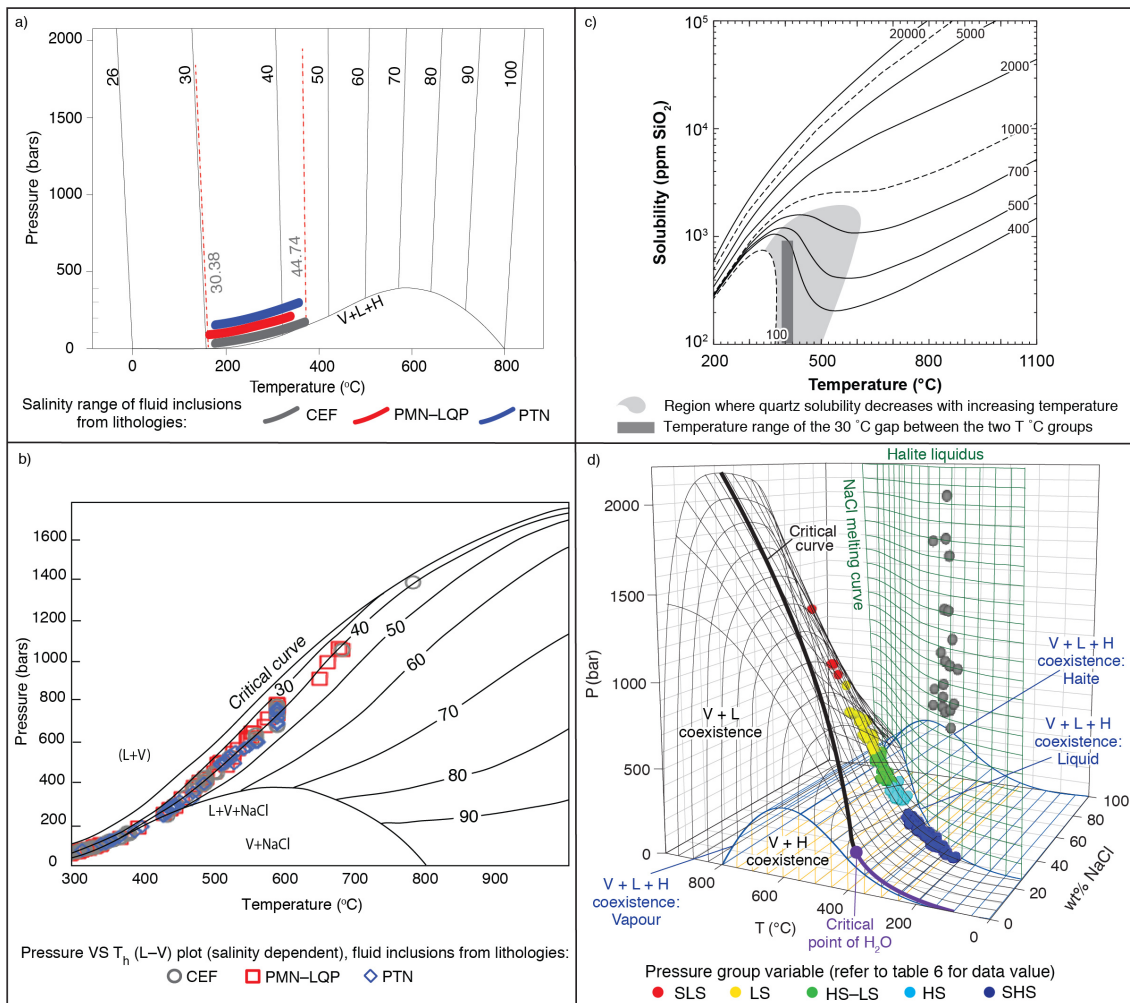 a)
2000
1500
1000
500
0
Pressure (bars)
26
30
40
50
60
70
80
90
100
30.38
44.74
V+L+H
0
200
400
600
800
Temperature (°C)
Salinity range of fluid inclusions
from lithologies:
CEF
PMN–LQP
PTN
c)
10⁵
10⁴
10³
10²
Solubility (ppm SiO₂)
20000
5000
2000
1000
700
500
400
100
200
500
800
1100
Temperature (°C)
Region where quartz solubility decreases with increasing temperature
Temperature range of the 30 °C gap between the two T °C groups
b)
1600
1400
1200
1000
800
600
400
200
0
Pressure (bars)
Critical curve
30
40
50
60
70
80
90
(L+V)
L+V+NaCl
V+NaCl
300
400
500
600
700
800
900
Temperature (°C)
Pressure VS Tₕ (L–V) plot (salinity dependent), fluid inclusions from lithologies:
CEF
PMN–LQP
PTN
d)
Halite liquidus
NaCl melting curve
Critical
curve
2000
1500
1000
500
0
P (bar)
V + L
coexistence
V + L + H
coexistence:
Haite
V + L + H
coexistence:
Liquid
V + H
coexistence
V + L + H
coexistence:
Vapour
800
600
400
200
0
T (°C)
Critical
point of H₂O
0
20
40
60
80
100
wt% NaCl
Pressure group variable (refer to table 6 for data value)
SLS
LS
HS–LS
HS
SHS